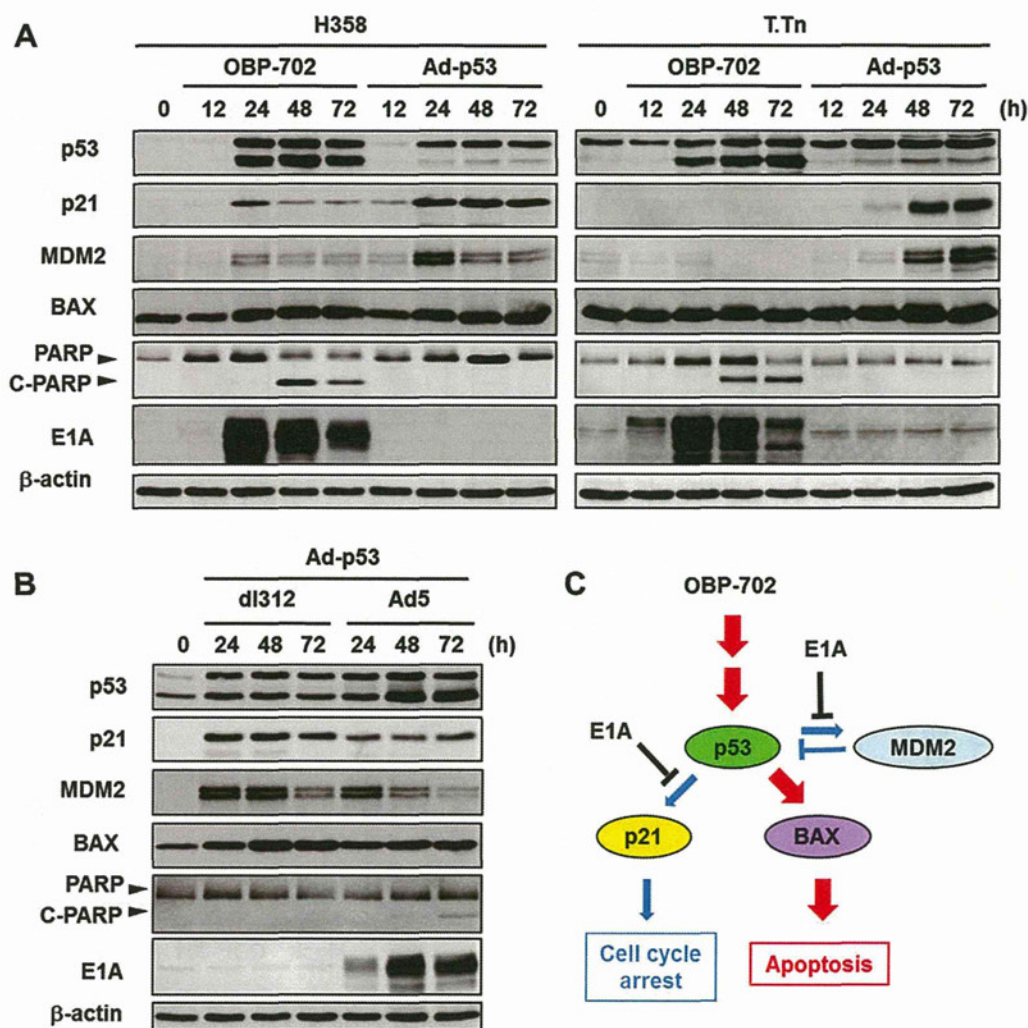 A
H358
T.Tn
OBP-702 Ad-p53 OBP-702 Ad-p53
0 12 24 48 72 12 24 48 72 0 12 24 48 72 12 24 48 72 (h)
p53
p21
MDM2
BAX
PARP
C-PARP
E1A
β-actin
B
Ad-p53
dl312 Ad5
0 24 48 72 24 48 72 (h)
p53
p21
MDM2
BAX
PARP
C-PARP
E1A
β-actin
C
OBP-702
E1A
E1A
p53
MDM2
p21
BAX
Cell cycle
arrest
Apoptosis